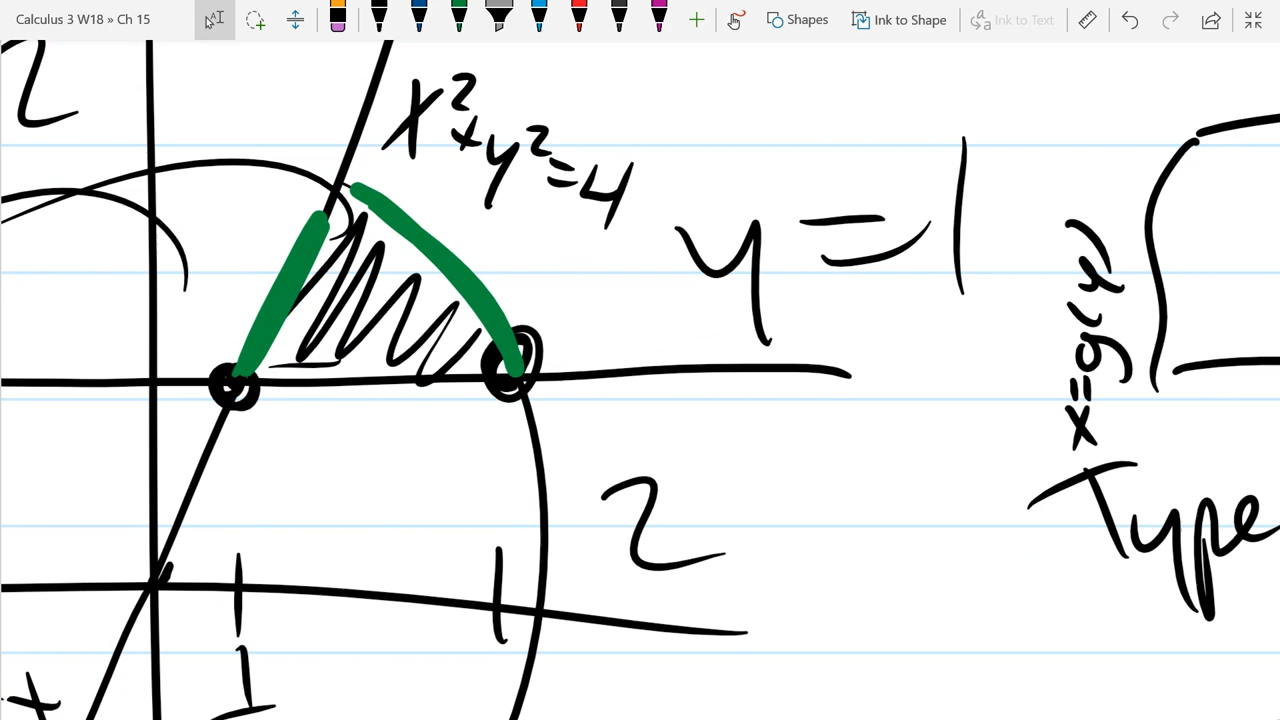 Calculus 3 W18 » Ch 15
Shapes
Ink to Shape
Ink to Text
2
x²+y²=4
y=1
x=g(y)
2
Type
1
x